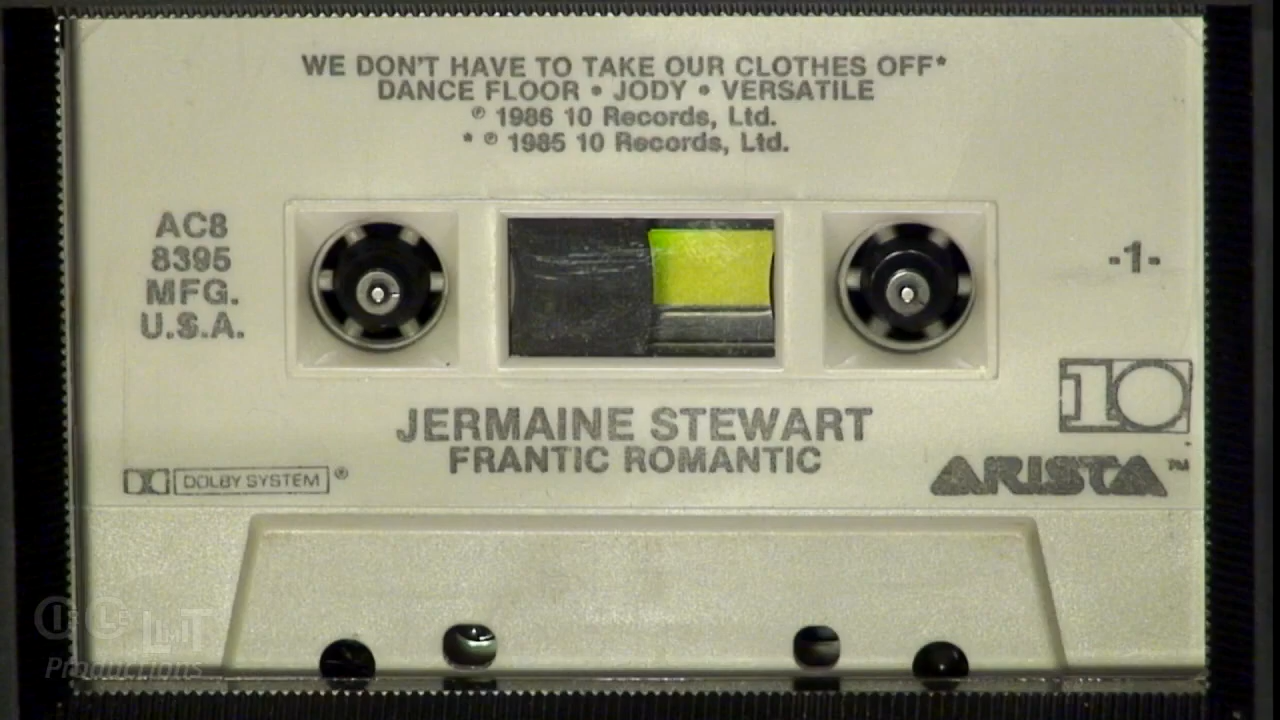 WE DON'T HAVE TO TAKE OUR CLOTHES OFF*
DANCE FLOOR • JODY • VERSATILE
℗ 1986 10 Records, Ltd.
* ℗ 1985 10 Records, Ltd.
AC8
8395
MFG.
U.S.A.
-1-
10
JERMAINE STEWART
FRANTIC ROMANTIC
DOLBY SYSTEM ®
ARISTA ™
Productions